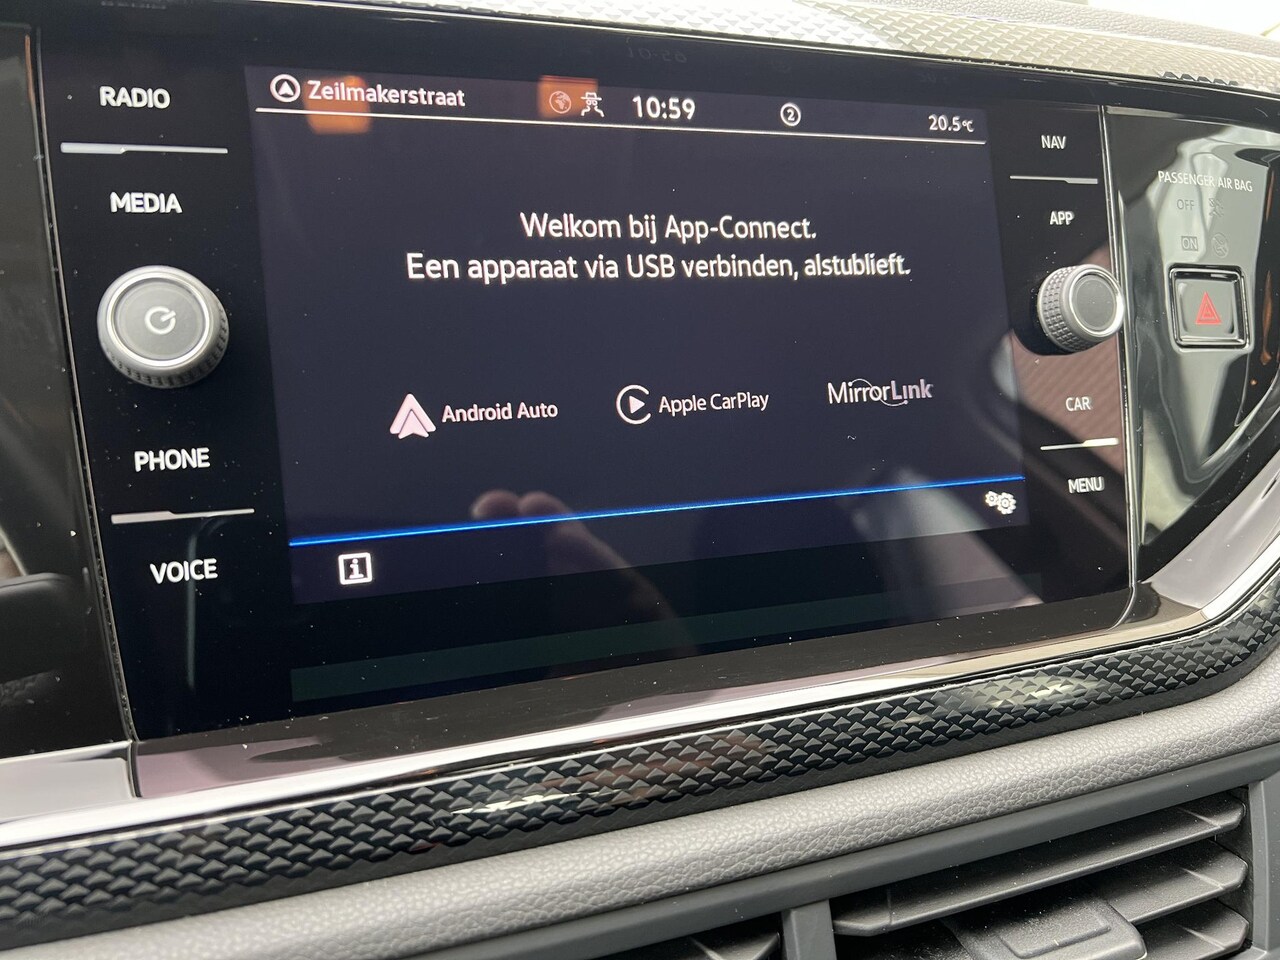 RADIO
MEDIA
PHONE
VOICE
Zeilmakerstraat 10:59 2 20.5°C
Welkom bij App-Connect.
Een apparaat via USB verbinden, alstublieft.
Android Auto Apple CarPlay MirrorLink
i
NAV
APP
CAR
MENU
PASSENGER AIR BAG
OFF
ON